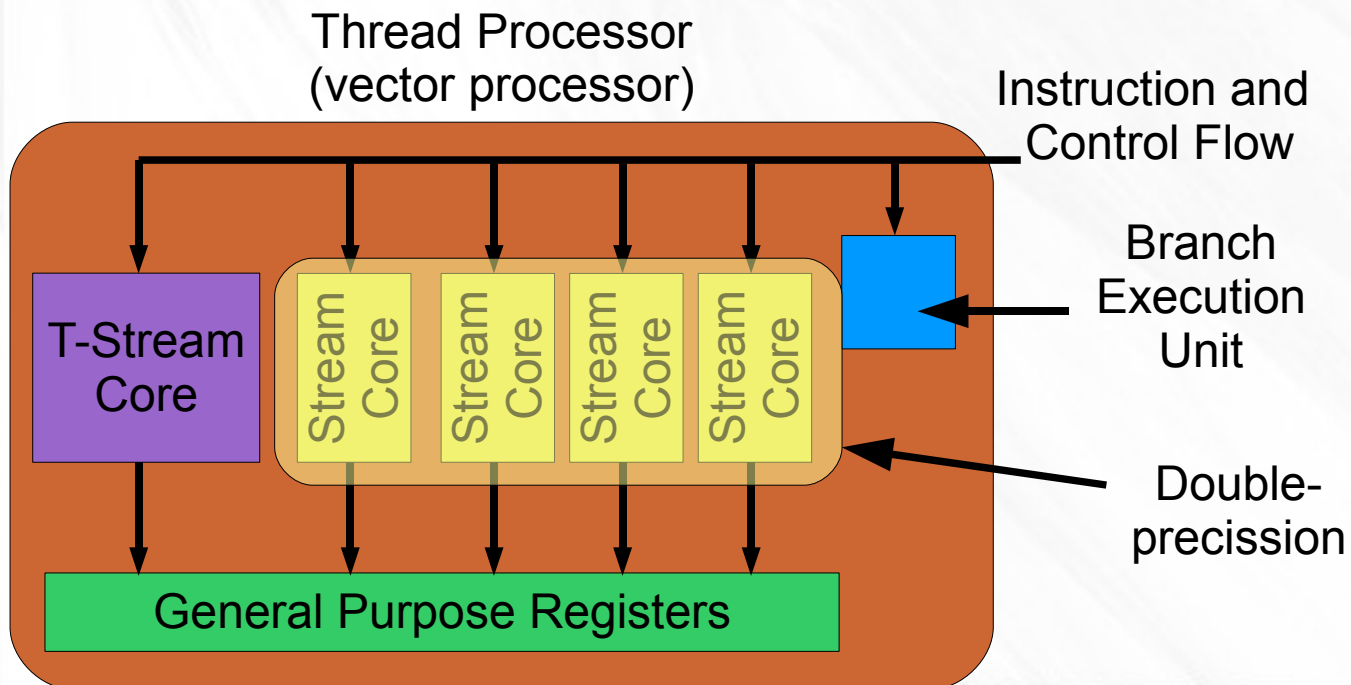 Thread Processor
(vector processor)
Instruction and
Control Flow
Branch
Execution
Unit
T-Stream
Core
Stream
Core
Stream
Core
Stream
Core
Stream
Core
Double-
precission
General Purpose Registers